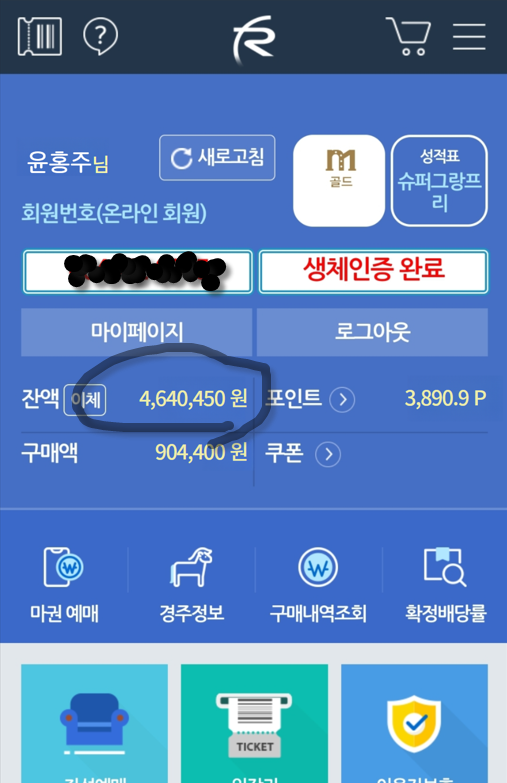 ?
윤홍주님
새로고침
m
골드
성적표
슈퍼그랑프
리
회원번호(온라인 회원)
생체인증 완료
마이페이지
로그아웃
잔액 이체 4,640,450 원
포인트 > 3,890.9 P
구매액 904,400 원
쿠폰 >
마권 예매
경주정보
구매내역조회
확정배당률
TICKET